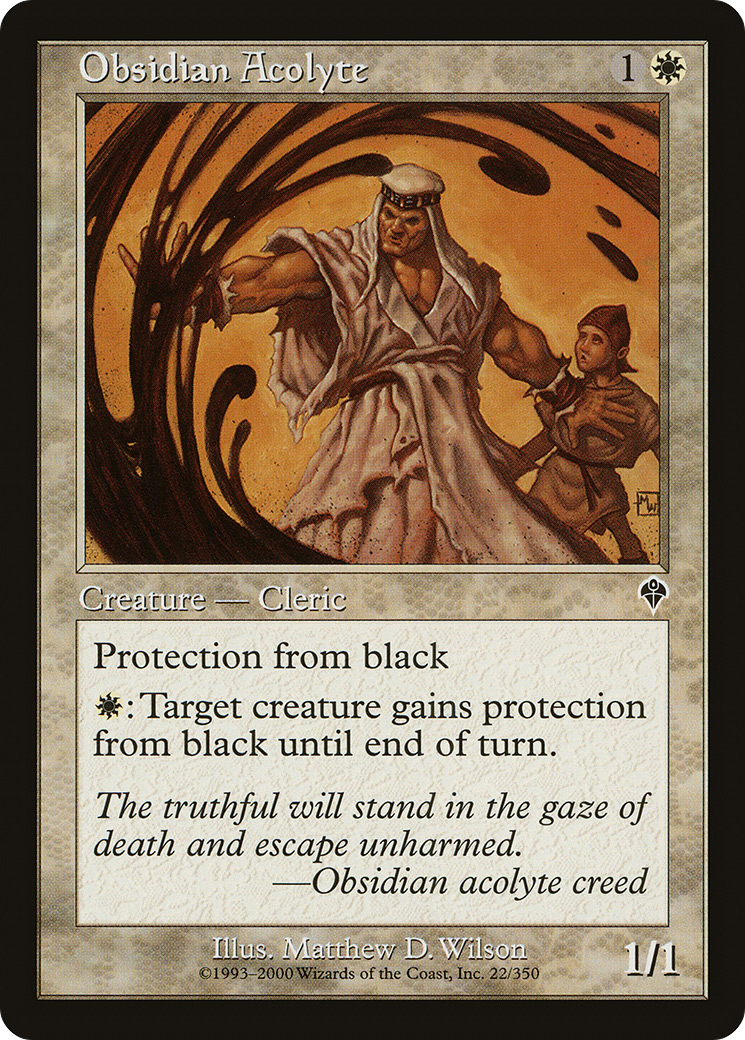 Obsidian Acolyte 1
MW
Creature — Cleric
Protection from black
: Target creature gains protection
from black until end of turn.
The truthful will stand in the gaze of
death and escape unharmed.
—Obsidian acolyte creed
Illus. Matthew D. Wilson
©1993–2000 Wizards of the Coast, Inc. 22/350
1/1